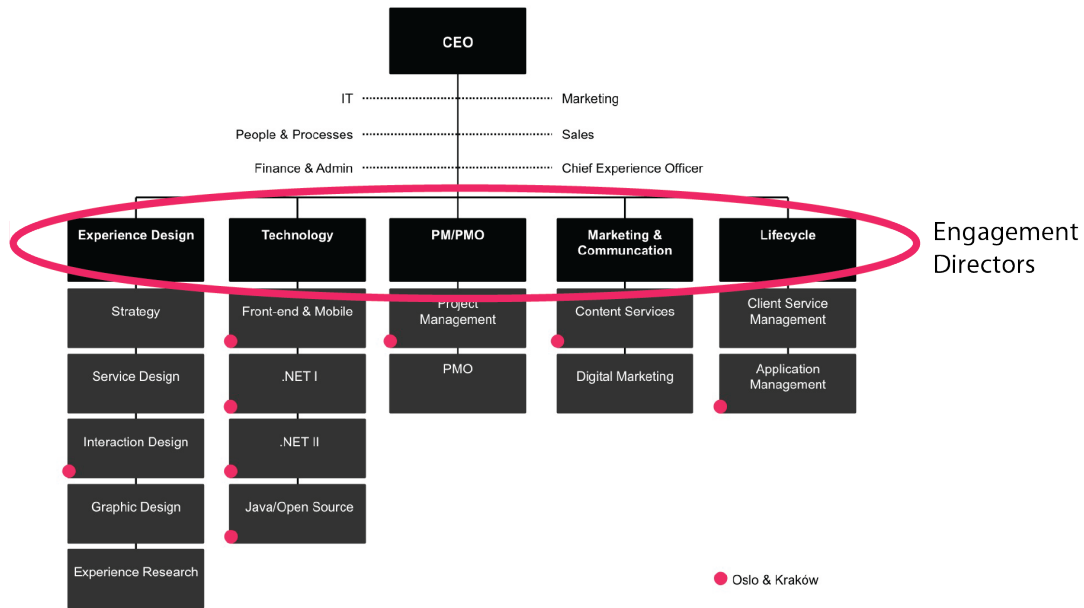 CEO
IT
Marketing
People & Processes
Sales
Finance & Admin
Chief Experience Officer
Experience Design
Technology
PM/PMO
Marketing &
Communcation
Lifecycle
Engagement
Directors
Strategy
Front-end & Mobile
Project
Management
Content Services
Client Service
Management
Service Design
.NET I
PMO
Digital Marketing
Application
Management
Interaction Design
.NET II
Graphic Design
Java/Open Source
Experience Research
Oslo & Kraków